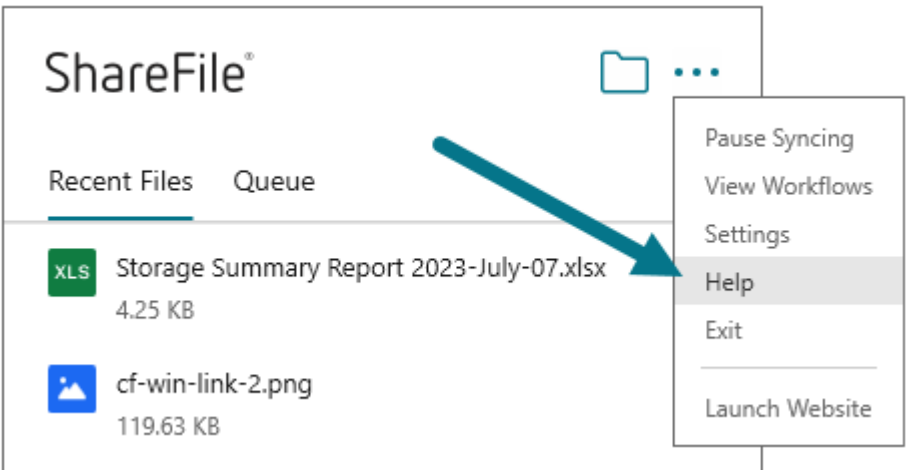 ShareFile®
Pause Syncing
View Workflows
Settings
Help
Exit
Launch Website
Recent Files Queue
XLS Storage Summary Report 2023-July-07.xlsx
4.25 KB
cf-win-link-2.png
119.63 KB